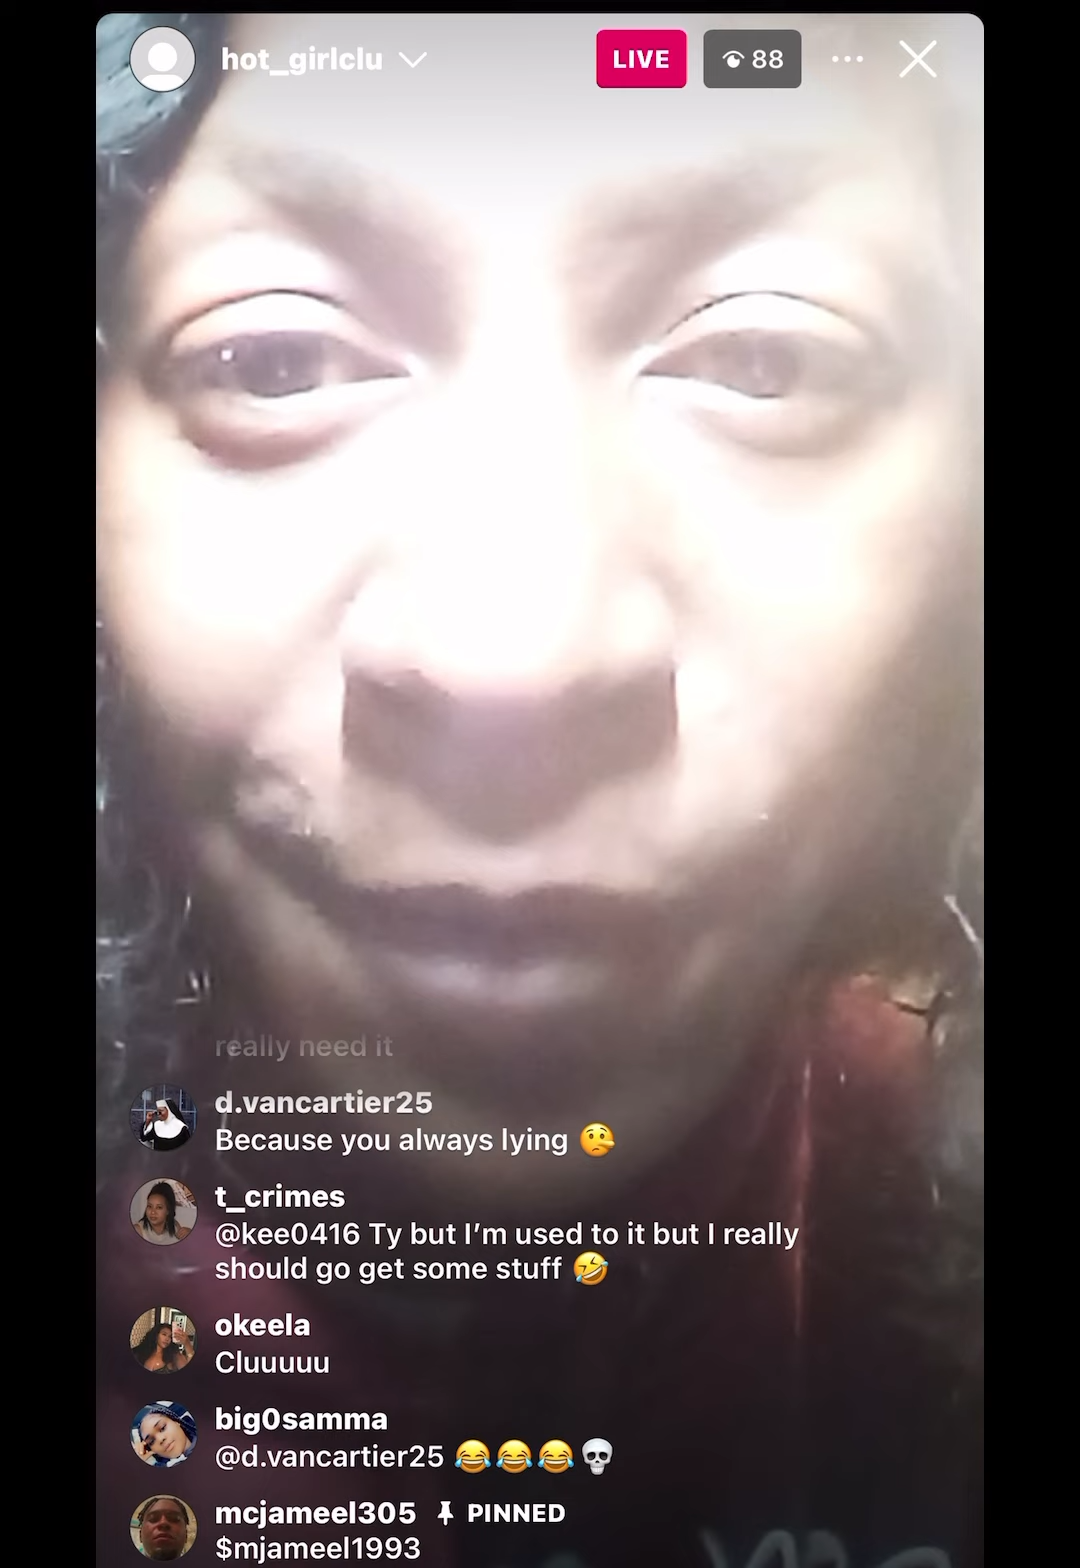 hot_girlclu
LIVE
88
really need it
d.vancartier25
Because you always lying 🤥
t_crimes
@kee0416 Ty but I’m used to it but I really
should go get some stuff 🤣
okeela
Cluuuuu
big0samma
@d.vancartier25 😂😂😂💀
mcjameel305 📌 PINNED
$mjameel1993